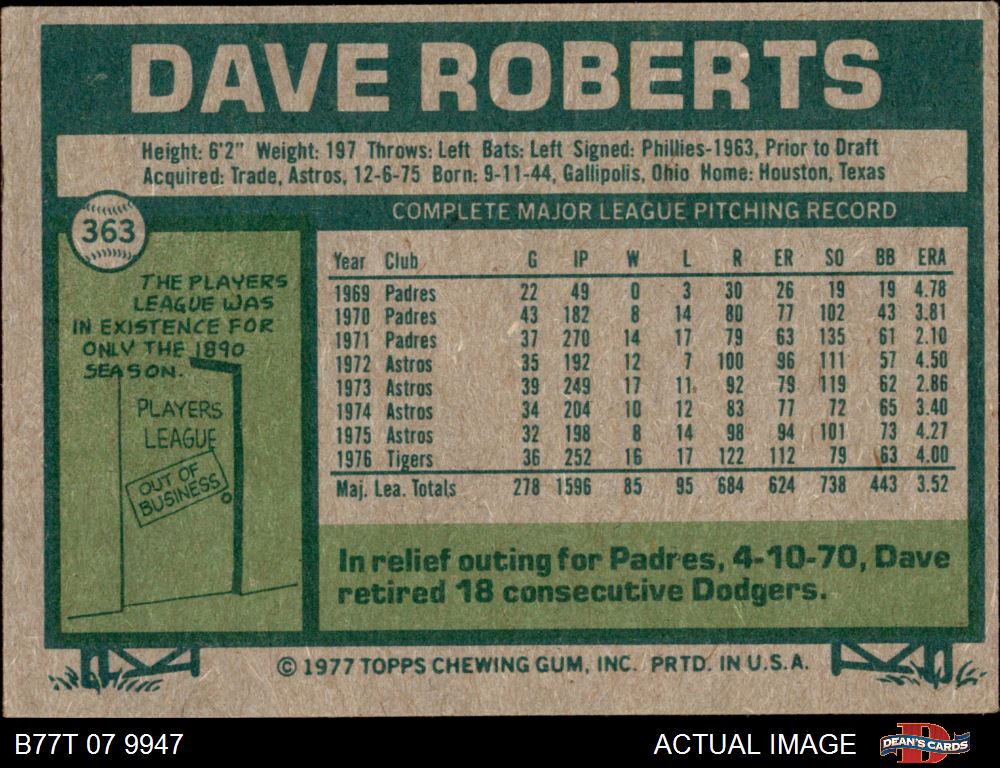 DAVE ROBERTS
Height: 6'2" Weight: 197 Throws: Left Bats: Left Signed: Phillies-1963, Prior to Draft
Acquired: Trade, Astros, 12-6-75 Born: 9-11-44, Gallipolis, Ohio Home: Houston, Texas
363
THE PLAYERS
LEAGUE WAS
IN EXISTENCE FOR
ONLY THE 1890
SEASON.
PLAYERS
LEAGUE
OUT OF
BUSINESS
COMPLETE MAJOR LEAGUE PITCHING RECORD
Year Club G IP W L R ER SO BB ERA
1969 Padres 22 49 0 3 30 26 19 19 4.78
1970 Padres 43 182 8 14 80 77 102 43 3.81
1971 Padres 37 270 14 17 79 63 135 61 2.10
1972 Astros 35 192 12 7 100 96 111 57 4.50
1973 Astros 39 249 17 11 92 79 119 62 2.86
1974 Astros 34 204 10 12 83 77 72 65 3.40
1975 Astros 32 198 8 14 98 94 101 73 4.27
1976 Tigers 36 252 16 17 122 112 79 63 4.00
Maj. Lea. Totals 278 1596 85 95 684 624 738 443 3.52
In relief outing for Padres, 4-10-70, Dave
retired 18 consecutive Dodgers.
© 1977 TOPPS CHEWING GUM, INC. PRTD. IN U.S.A.
B77T 07 9947
ACTUAL IMAGE
DEAN'S CARDS